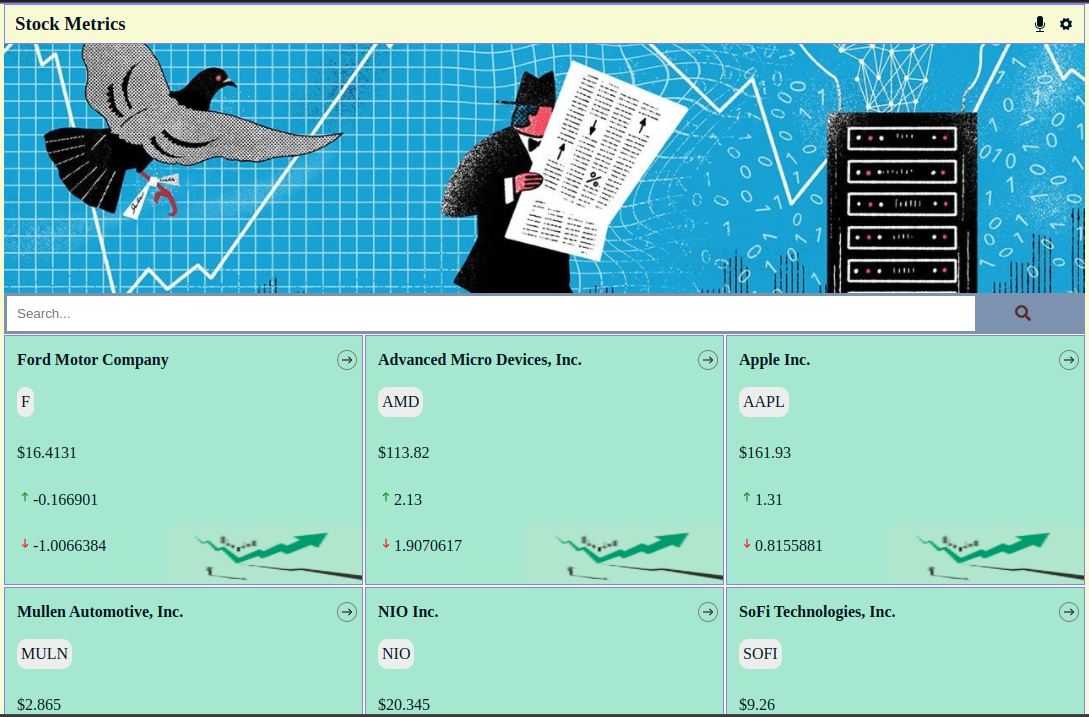 Stock Metrics
%
Search...
Ford Motor Company
F
$16.4131
-0.166901
-1.0066384
Advanced Micro Devices, Inc.
AMD
$113.82
2.13
1.9070617
Apple Inc.
AAPL
$161.93
1.31
0.8155881
Mullen Automotive, Inc.
MULN
$2.865
NIO Inc.
NIO
$20.345
SoFi Technologies, Inc.
SOFI
$9.26